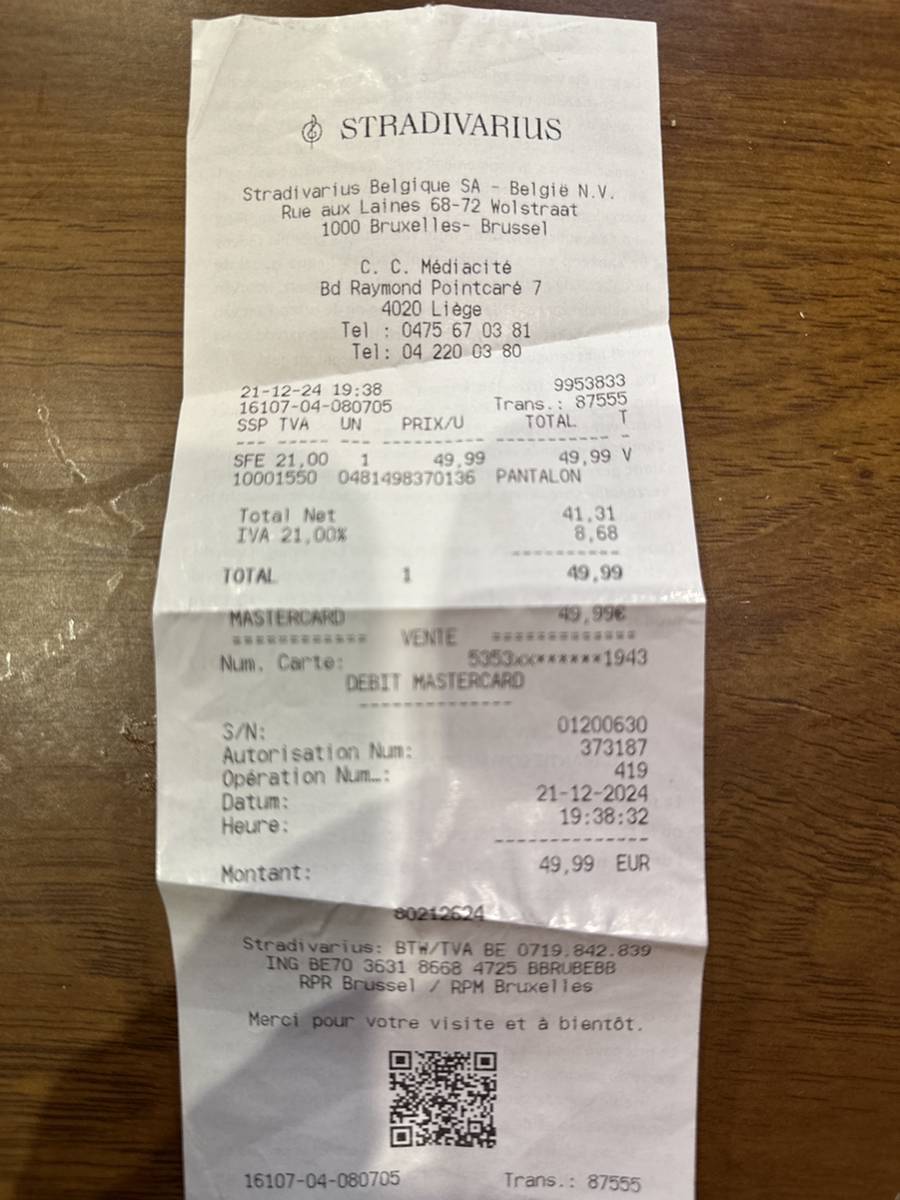 STRADIVARIUS
Stradivarius Belgique SA - België N.V.
Rue aux Laines 68-72 Wolstraat
1000 Bruxelles- Brussel
C. C. Médiacité
Bd Raymond Pointcaré 7
4020 Liège
Tel : 0475 67 03 81
Tel: 04 220 03 80
21-12-24 19:38 9953833
16107-04-080705 Trans.: 87555
SSP TVA UN PRIX/U TOTAL T
--- ----- --- --------- ---------- -
SFE 21,00 1 49,99 49,99 V
10001550 0481498370136 PANTALON
Total Net 41,31
IVA 21,00% 8,68
----------
TOTAL 1 49,99
MASTERCARD 49,99€
============ VENTE =============
Num. Carte: 5353xx******1943
DEBIT MASTERCARD
--------------
S/N: 01200630
Autorisation Num: 373187
Opération Num…: 419
Datum: 21-12-2024
Heure: 19:38:32
--------------
Montant: 49,99 EUR
80212624
Stradivarius: BTW/TVA BE 0719.842.839
ING BE70 3631 8668 4725 BBRUBEBB
RPR Brussel / RPM Bruxelles
Merci pour votre visite et à bientôt.
16107-04-080705 Trans.: 87555